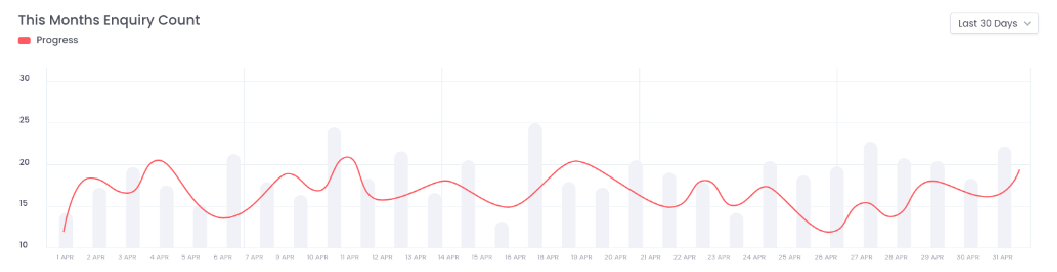 This Months Enquiry Count
Last 30 Days
Progress
30
25
20
15
10
1 APR 2 APR 3 APR 4 APR 5 APR 6 APR 7 APR 9 APR 10 APR 11 APR 12 APR 13 APR 14 APR 15 APR 16 APR 18 APR 19 APR 20 APR 21 APR 22 APR 23 APR 24 APR 25 APR 26 APR 27 APR 28 APR 29 APR 30 APR 31 APR